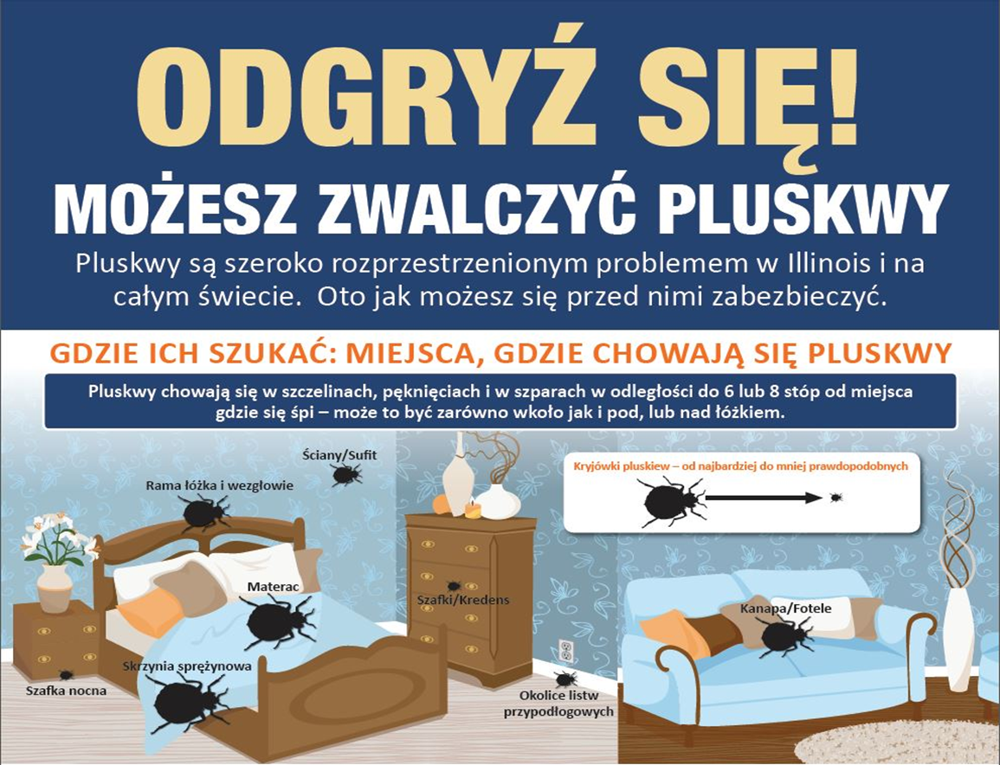 ODGRYŹ SIĘ!
MOŻESZ ZWALCZYĆ PLUSKWY
Pluskwy są szeroko rozprzestrzenionym problemem w Illinois i na
całym świecie. Oto jak możesz się przed nimi zabezbieczyć.
GDZIE ICH SZUKAĆ: MIEJSCA, GDZIE CHOWAJĄ SIĘ PLUSKWY
Pluskwy chowają się w szczelinach, pęknięciach i w szparach w odległości do 6 lub 8 stóp od miejsca
gdzie się śpi – może to być zarówno wkoło jak i pod, lub nad łóżkiem.
Ściany/Sufit
Kryjówki pluskiew – od najbardziej do mniej prawdopodobnych
Rama łóżka i wezgłowie
Materac
Szafki/Kredens
Kanapa/Fotele
Skrzynia sprężynowa
Szafka nocna
Okolice listw
przypodłogowych